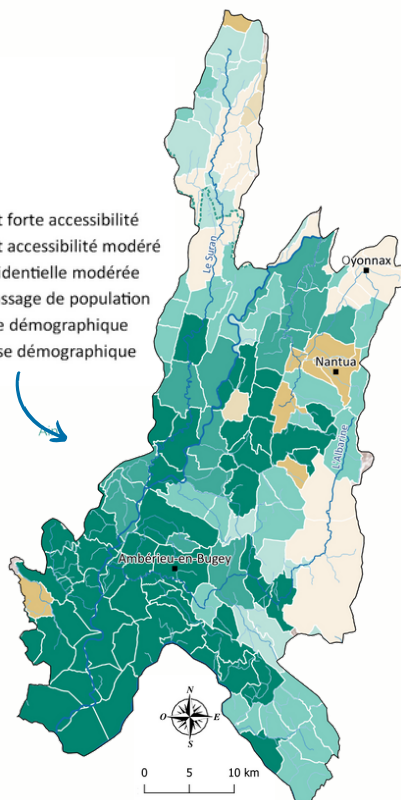 t forte accessibilité
t accessibilité modéré
identielle modérée
ssage de population
e démographique
se démographique
Le Suran
Oyonnax
Nantua
L'Albarine
Ambérieu-en-Bugey
N
O
E
S
0 5 10 km